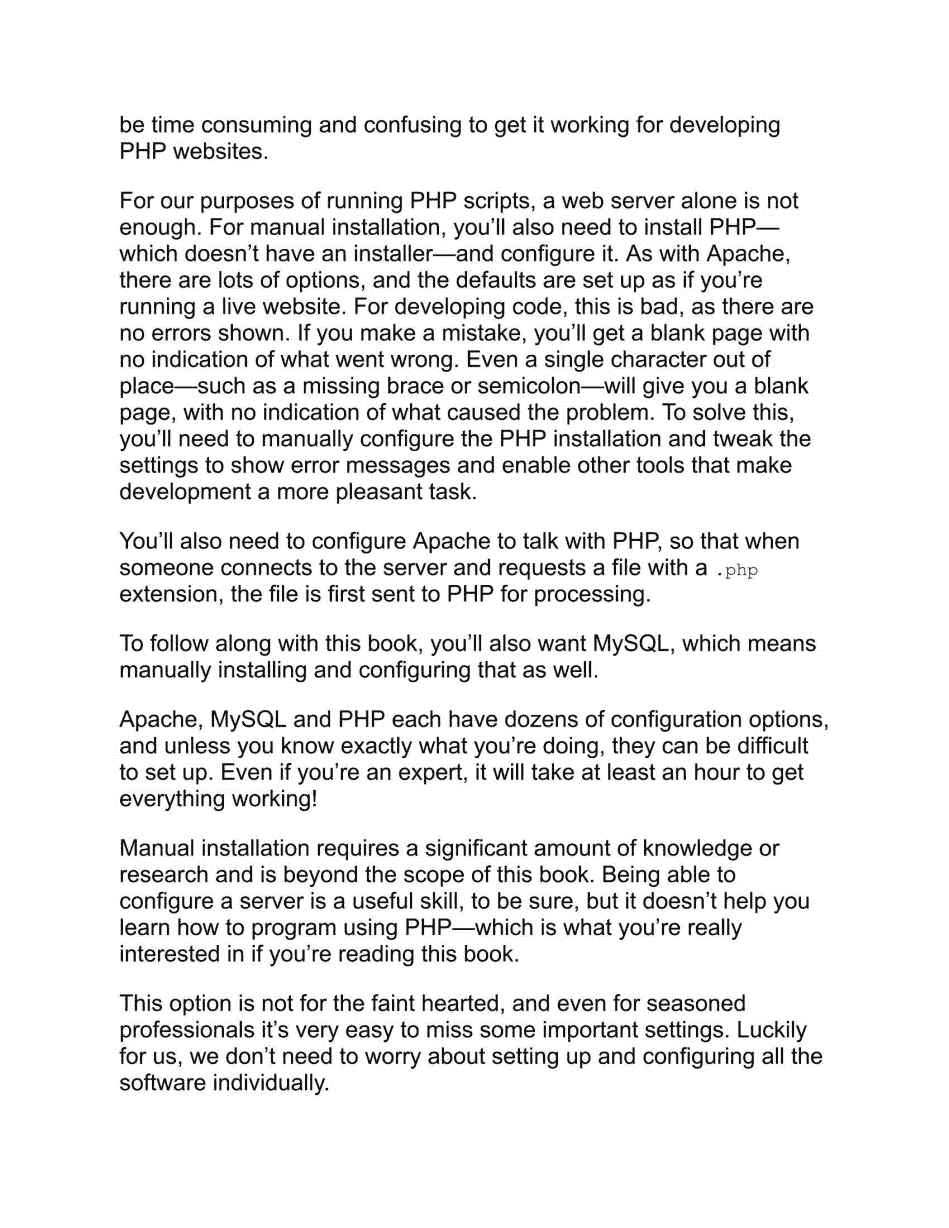 be time consuming and confusing to get it working for developing
PHP websites.
For our purposes of running PHP scripts, a web server alone is not
enough. For manual installation, you’ll also need to install PHP—
which doesn’t have an installer—and configure it. As with Apache,
there are lots of options, and the defaults are set up as if you’re
running a live website. For developing code, this is bad, as there are
no errors shown. If you make a mistake, you’ll get a blank page with
no indication of what went wrong. Even a single character out of
place—such as a missing brace or semicolon—will give you a blank
page, with no indication of what caused the problem. To solve this,
you’ll need to manually configure the PHP installation and tweak the
settings to show error messages and enable other tools that make
development a more pleasant task.
You’ll also need to configure Apache to talk with PHP, so that when
someone connects to the server and requests a file with a .php
extension, the file is first sent to PHP for processing.
To follow along with this book, you’ll also want MySQL, which means
manually installing and configuring that as well.
Apache, MySQL and PHP each have dozens of configuration options,
and unless you know exactly what you’re doing, they can be difficult
to set up. Even if you’re an expert, it will take at least an hour to get
everything working!
Manual installation requires a significant amount of knowledge or
research and is beyond the scope of this book. Being able to
configure a server is a useful skill, to be sure, but it doesn’t help you
learn how to program using PHP—which is what you’re really
interested in if you’re reading this book.
This option is not for the faint hearted, and even for seasoned
professionals it’s very easy to miss some important settings. Luckily
for us, we don’t need to worry about setting up and configuring all the
software individually.